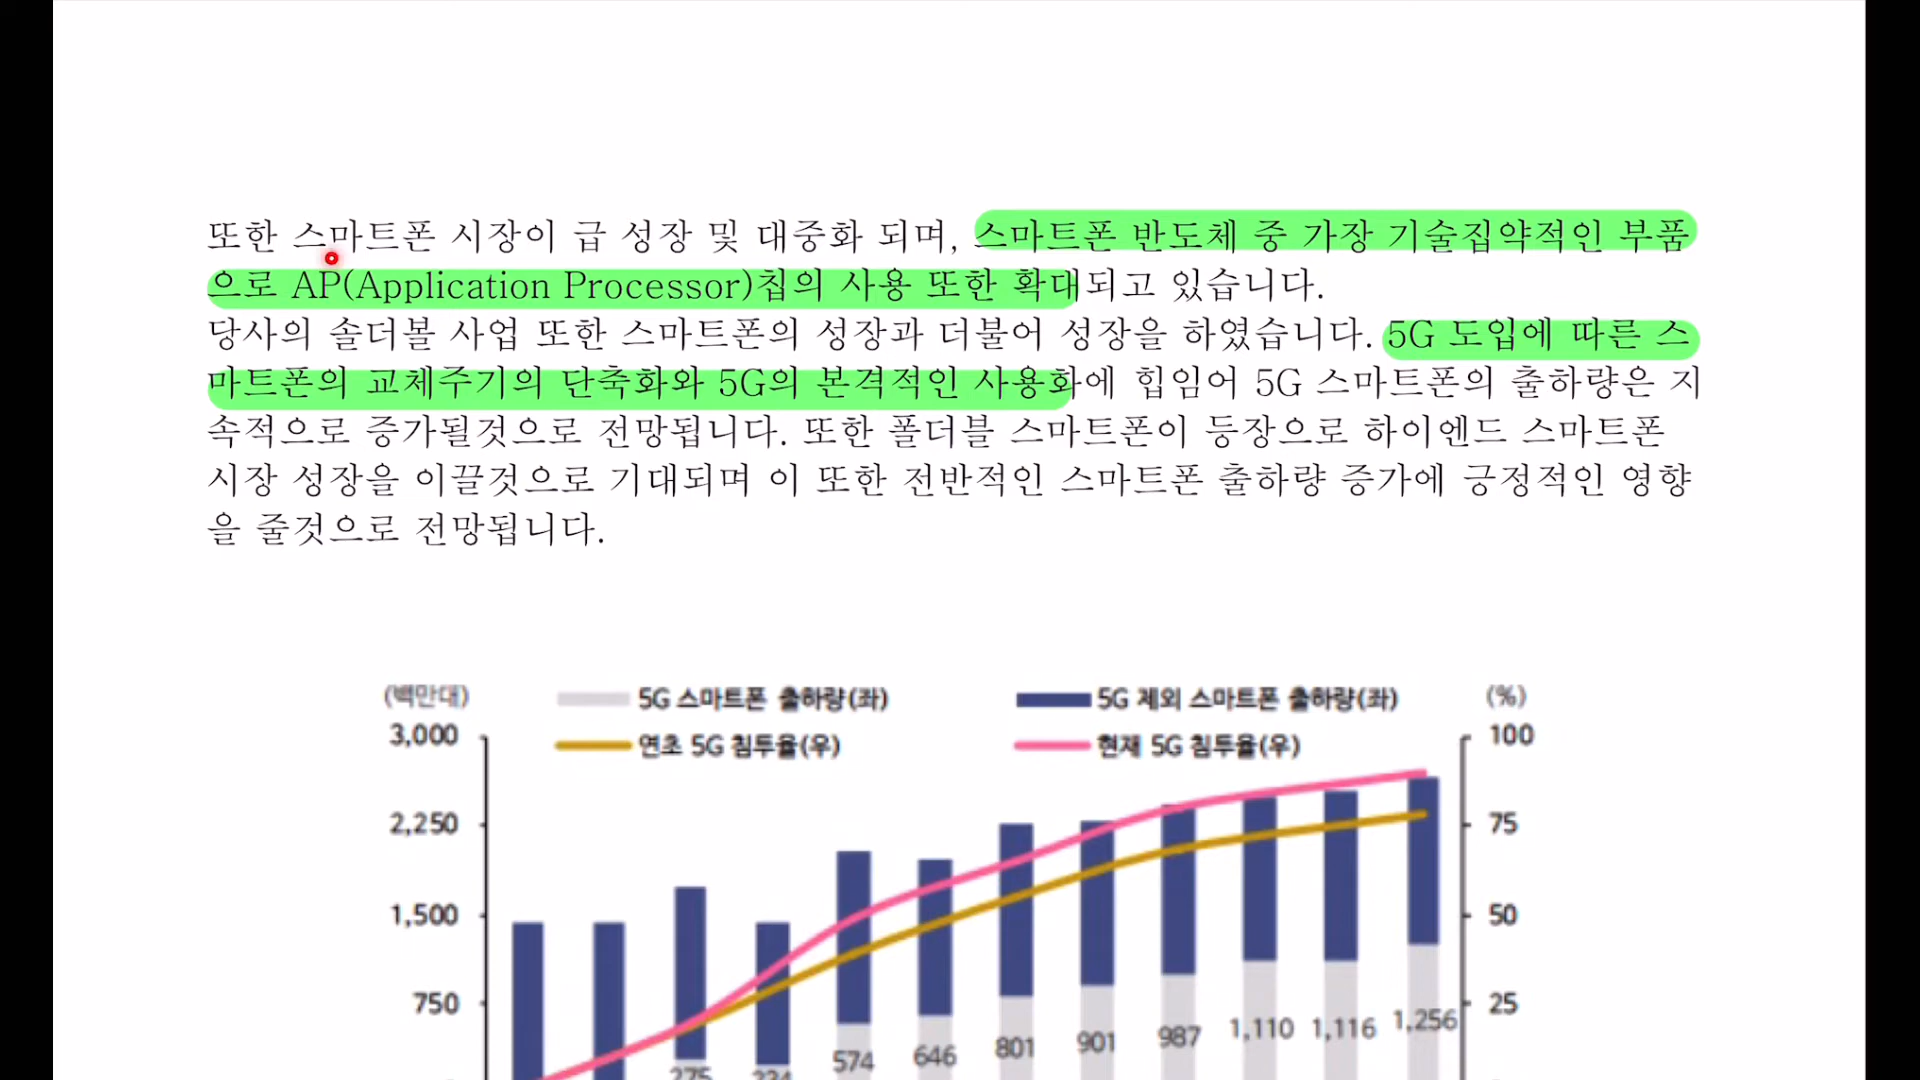 또한 스마트폰 시장이 급 성장 및 대중화 되며, 스마트폰 반도체 중 가장 기술집약적인 부품
으로 AP(Application Processor)칩의 사용 또한 확대되고 있습니다.
당사의 솔더볼 사업 또한 스마트폰의 성장과 더불어 성장을 하였습니다. 5G 도입에 따른 스
마트폰의 교체주기의 단축화와 5G의 본격적인 사용화에 힙임어 5G 스마트폰의 출하량은 지
속적으로 증가될것으로 전망됩니다. 또한 폴더블 스마트폰이 등장으로 하이엔드 스마트폰
시장 성장을 이끌것으로 기대되며 이 또한 전반적인 스마트폰 출하량 증가에 긍정적인 영향
을 줄것으로 전망됩니다.
(백만대) 5G 스마트폰 출하량(좌) 5G 제외 스마트폰 출하량(좌) (%)
3,000 연초 5G 침투율(우) 현재 5G 침투율(우) 100
2,250 75
1,500 50
750 25
574 646 801 901 987 1,110 1,116 1,256